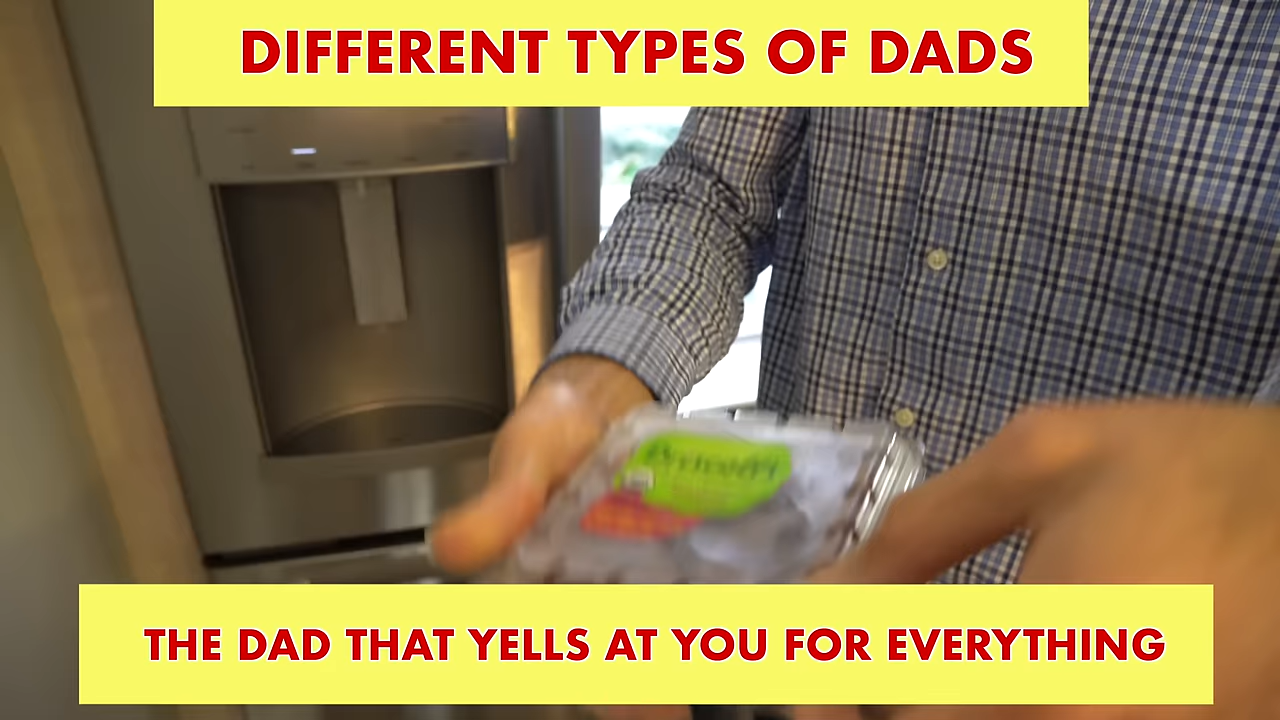 DIFFERENT TYPES OF DADS
THE DAD THAT YELLS AT YOU FOR EVERYTHING